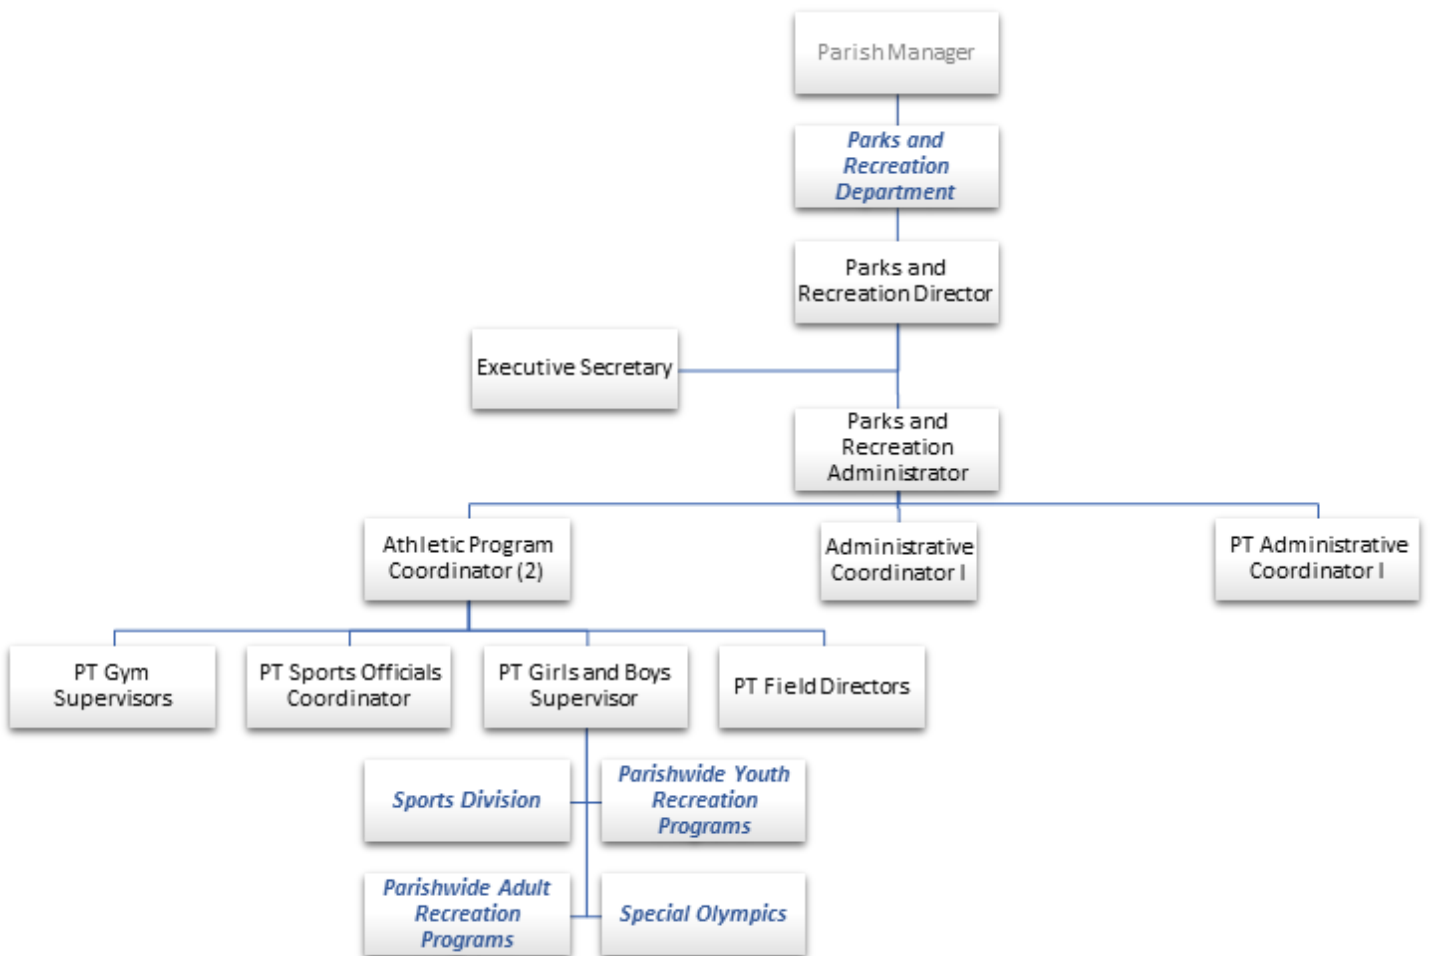 Parish Manager
Parks and
Recreation
Department
Parks and
Recreation Director
Executive Secretary
Parks and
Recreation
Administrator
Athletic Program
Coordinator (2)
Administrative
Coordinator I
PT Administrative
Coordinator I
PT Gym
Supervisors
PT Sports Officials
Coordinator
PT Girls and Boys
Supervisor
PT Field Directors
Sports Division
Parishwide Youth
Recreation
Programs
Parishwide Adult
Recreation
Programs
Special Olympics